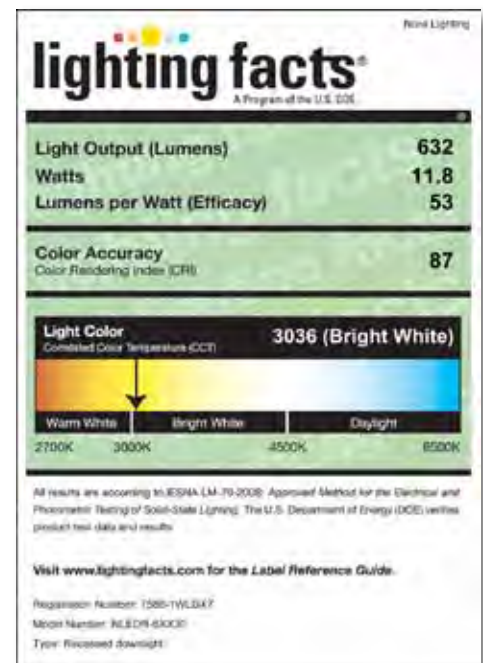 Nora Lighting
lighting facts®
A Program of the U.S. DOE
Light Output (Lumens) 632
Watts 11.8
Lumens per Watt (Efficacy) 53
Color Accuracy 87
Color Rendering Index (CRI)
Light Color
Correlated Color Temperature (CCT)
3036 (Bright White)
Warm White Bright White Daylight
2700K 3000K 4500K 6500K
All results are according to IESNA LM-79-2008: Approved Method for the Electrical and
Photometric Testing of Solid-State Lighting. The U.S. Department of Energy (DOE) verifies
product test data and results.
Visit www.lightingfacts.com for the Label Reference Guide.
Registration Number:
Model Number:
Type: Recessed downlight